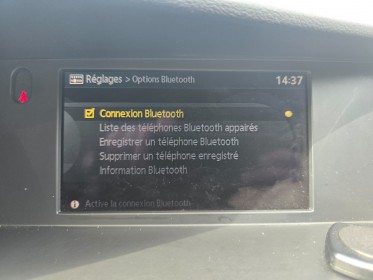 Réglages > Options Bluetooth 14:37
Connexion Bluetooth
Liste des téléphones Bluetooth appairés
Enregistrer un téléphone Bluetooth
Supprimer un téléphone enregistré
Information Bluetooth
Active la connexion Bluetooth